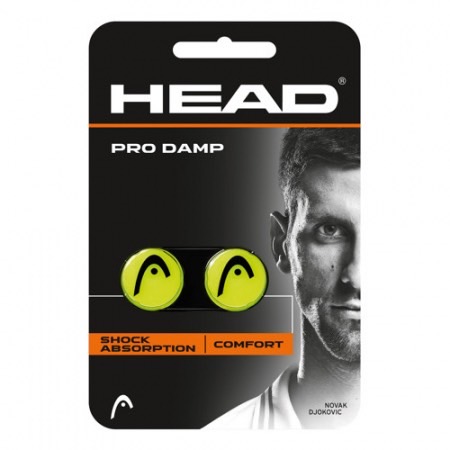 HEAD®
PRO DAMP
SHOCK
ABSORPTION | COMFORT
NOVAK
DJOKOVIC